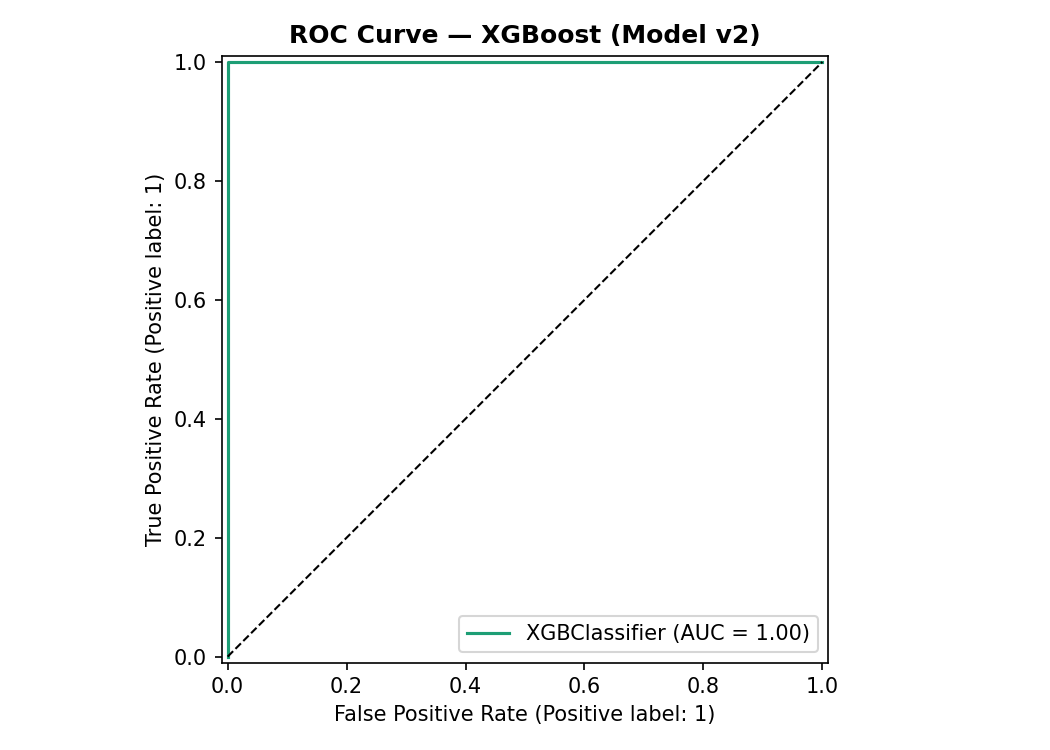 ROC Curve — XGBoost (Model v2)
True Positive Rate (Positive label: 1)
1.0
0.8
0.6
0.4
0.2
0.0
XGBClassifier (AUC = 1.00)
0.0 0.2 0.4 0.6 0.8 1.0
False Positive Rate (Positive label: 1)